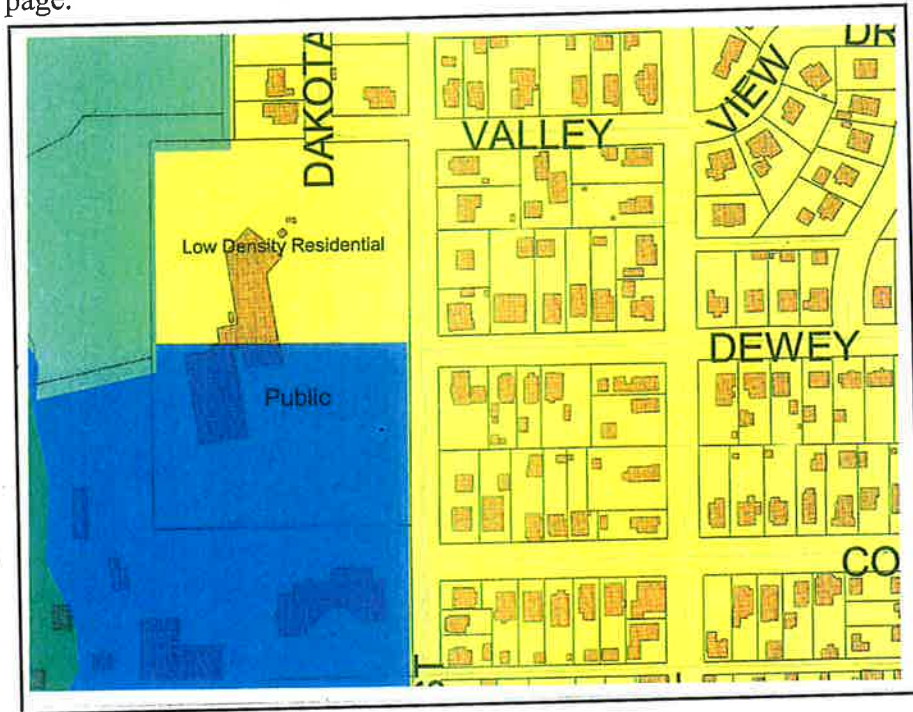 page.
DAKOTA
DR
VALLEY
VIEW
Low Density Residential
DEWEY
Public
CO